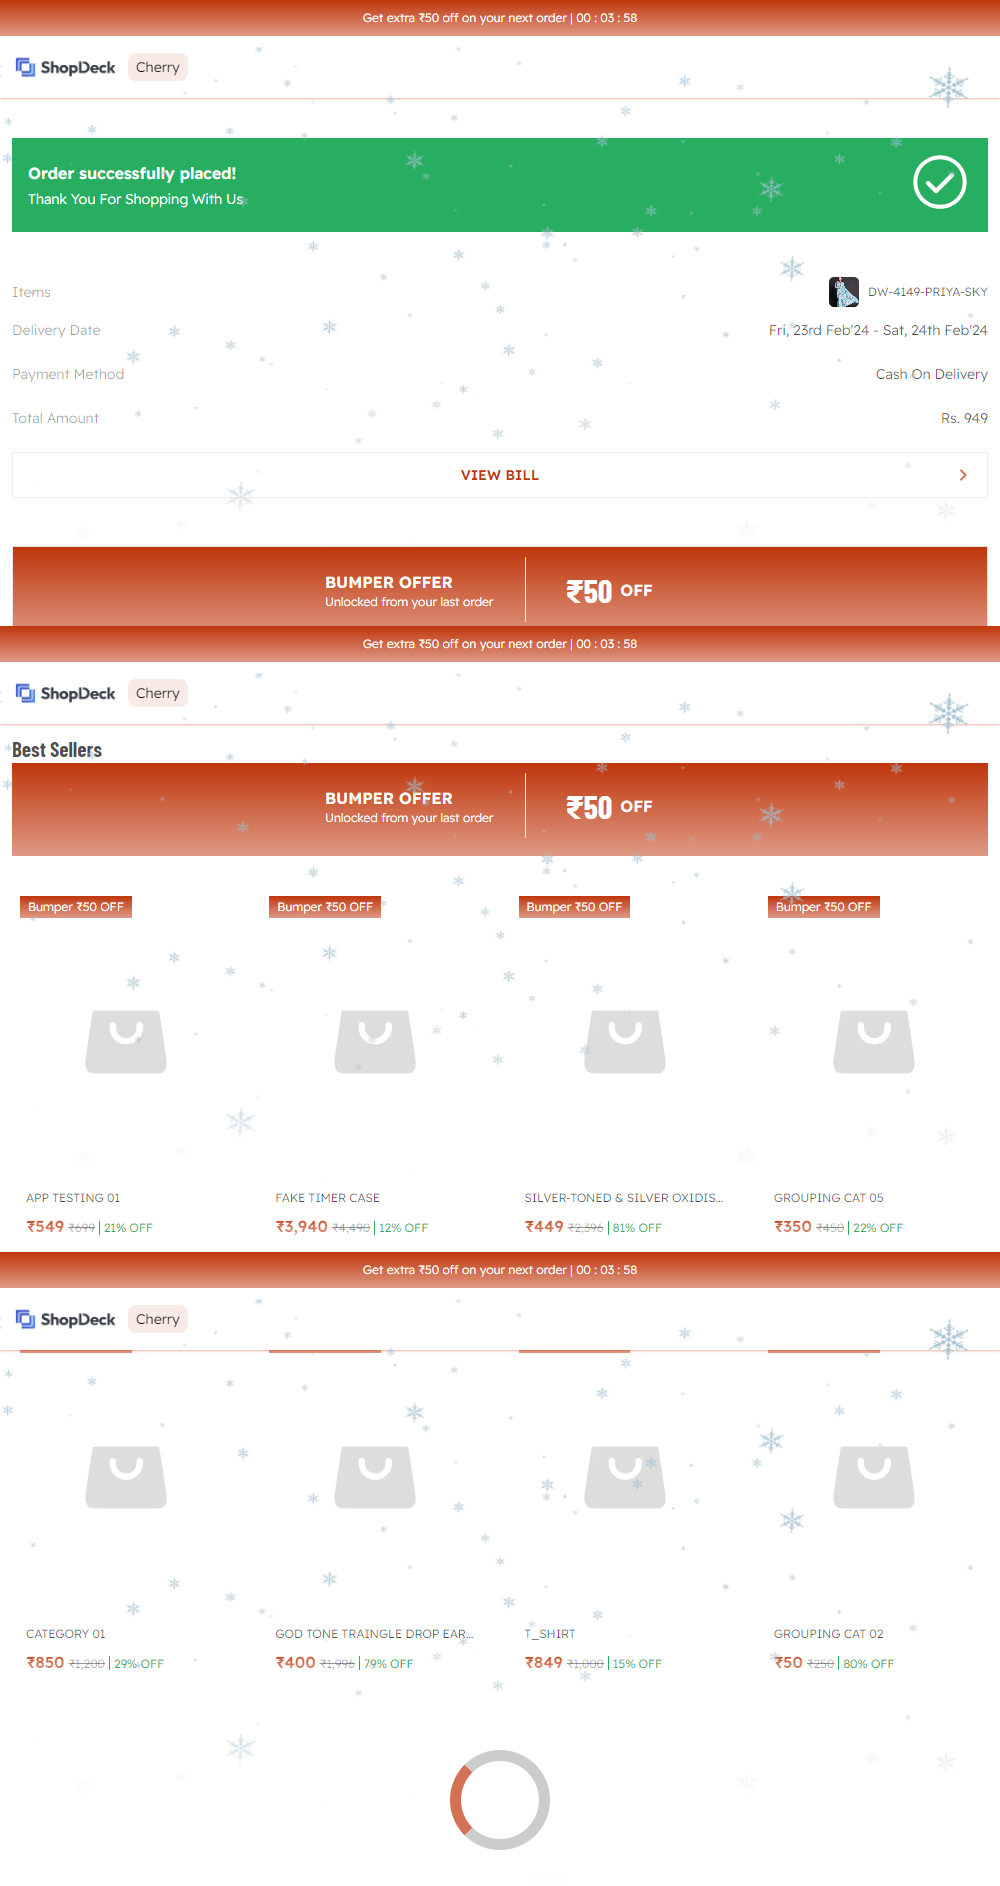 Get extra ₹50 off on your next order | 00 : 03 : 58
ShopDeck Cherry
Order successfully placed!
Thank You For Shopping With Us
Items DW-4149-PRIYA-SKY
Delivery Date Fri, 23rd Feb'24 - Sat, 24th Feb'24
Payment Method Cash On Delivery
Total Amount Rs. 949
VIEW BILL
BUMPER OFFER
Unlocked from your last order
₹50 OFF
Get extra ₹50 off on your next order | 00 : 03 : 58
ShopDeck Cherry
Best Sellers
BUMPER OFFER
Unlocked from your last order
₹50 OFF
Bumper ₹50 OFF Bumper ₹50 OFF Bumper ₹50 OFF Bumper ₹50 OFF
APP TESTING 01 FAKE TIMER CASE SILVER-TONED & SILVER OXIDIS... GROUPING CAT 05
₹549 ₹699 | 21% OFF ₹3,940 ₹4,490 | 12% OFF ₹449 ₹2,396 | 81% OFF ₹350 ₹450 | 22% OFF
Get extra ₹50 off on your next order | 00 : 03 : 58
ShopDeck Cherry
CATEGORY 01 GOD TONE TRAINGLE DROP EAR... T_SHIRT GROUPING CAT 02
₹850 ₹1,200 | 29% OFF ₹400 ₹1,996 | 79% OFF ₹849 ₹1,000 | 15% OFF ₹50 ₹250 | 80% OFF